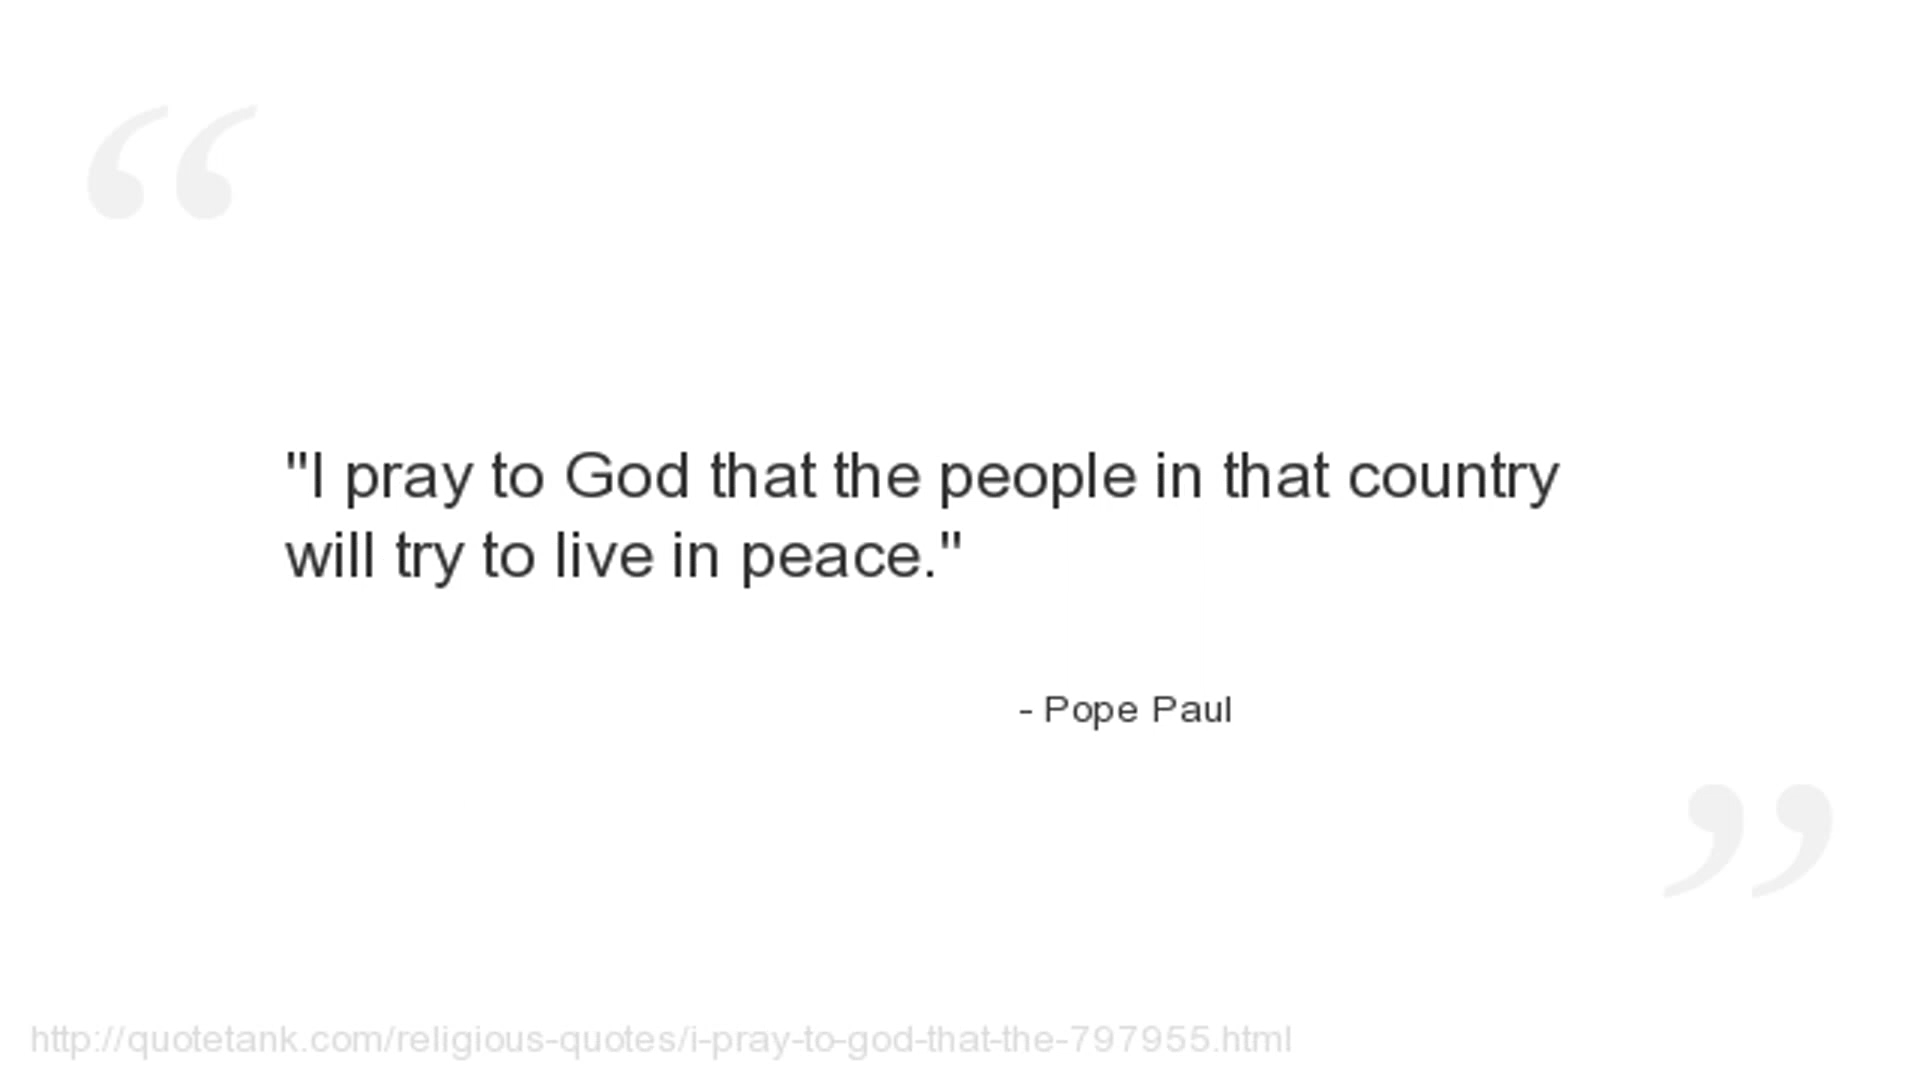 "I pray to God that the people in that country
will try to live in peace."
- Pope Paul
http://quotetank.com/religious-quotes/i-pray-to-god-that-the-797955.html